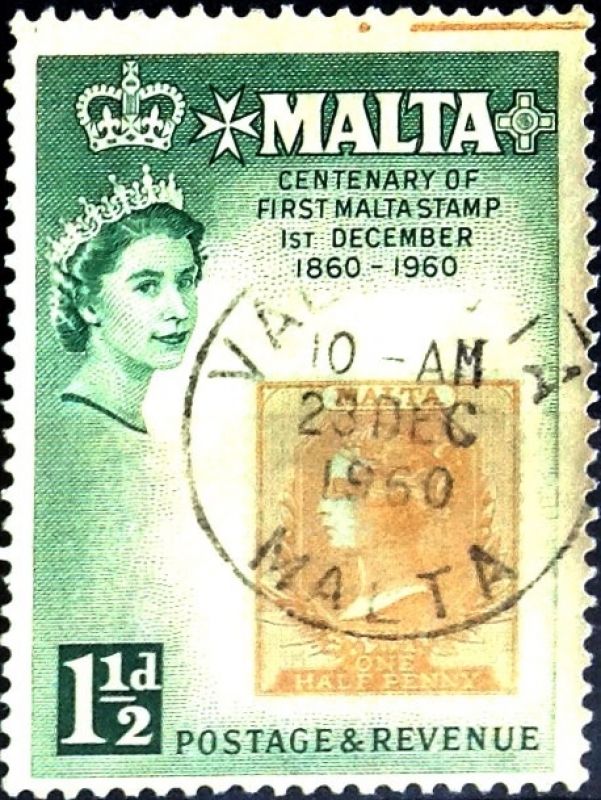 MALTA
CENTENARY OF
FIRST MALTA STAMP
1ST DECEMBER
1860 - 1960
10 - AM
23 DEC
1960
MALTA
MALTA
ONE
HALF PENNY
1½d
POSTAGE & REVENUE